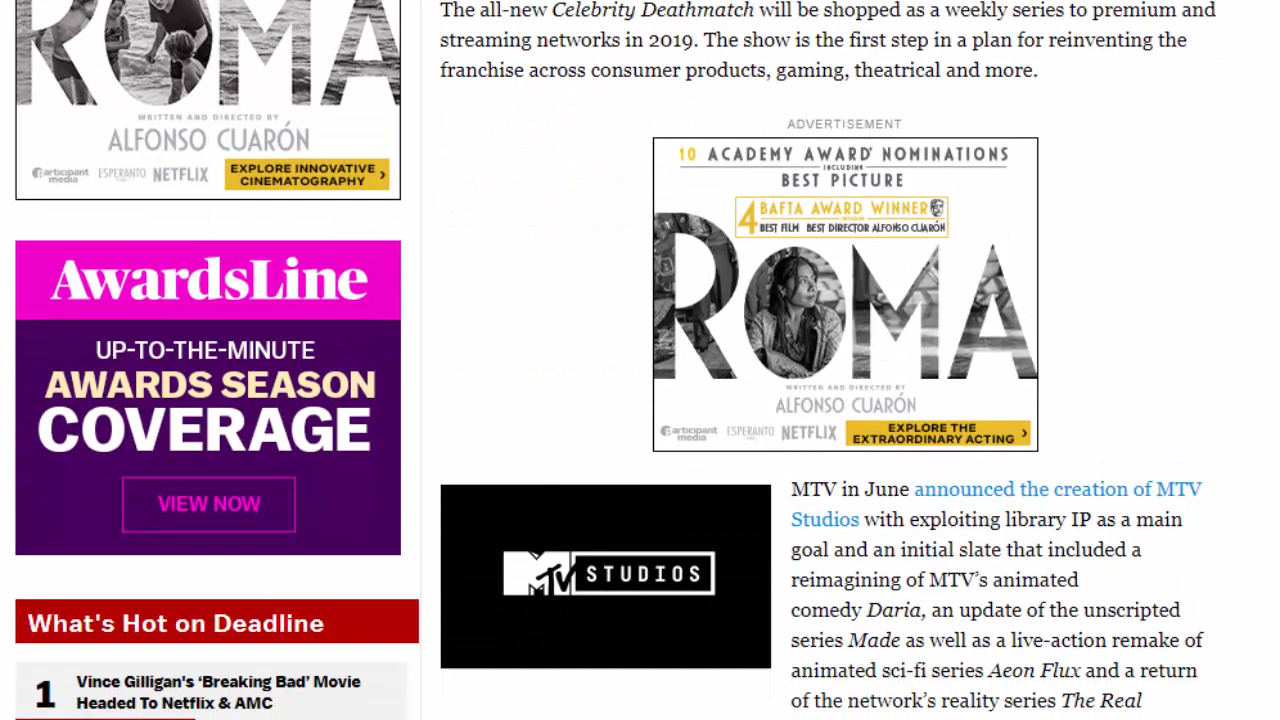 ROMA
WRITTEN AND DIRECTED BY
ALFONSO CUARÓN
Participant media
ESPERANTO
NETFLIX
EXPLORE INNOVATIVE
CINEMATOGRAPHY
AwardsLine
UP-TO-THE-MINUTE
AWARDS SEASON
COVERAGE
VIEW NOW
What's Hot on Deadline
1
Vince Gilligan's ‘Breaking Bad’ Movie
Headed To Netflix & AMC
The all-new Celebrity Deathmatch will be shopped as a weekly series to premium and
streaming networks in 2019. The show is the first step in a plan for reinventing the
franchise across consumer products, gaming, theatrical and more.
ADVERTISEMENT
10 ACADEMY AWARD NOMINATIONS
INCLUDING
BEST PICTURE
4 BAFTA AWARD WINNER
BEST FILM BEST DIRECTOR ALFONSO CUARÓN
ROMA
WRITTEN AND DIRECTED BY
ALFONSO CUARÓN
Participant media
ESPERANTO
NETFLIX
EXPLORE THE
EXTRAORDINARY ACTING
MTV STUDIOS
MTV in June announced the creation of MTV
Studios with exploiting library IP as a main
goal and an initial slate that included a
reimagining of MTV’s animated
comedy Daria, an update of the unscripted
series Made as well as a live-action remake of
animated sci-fi series Aeon Flux and a return
of the network’s reality series The Real